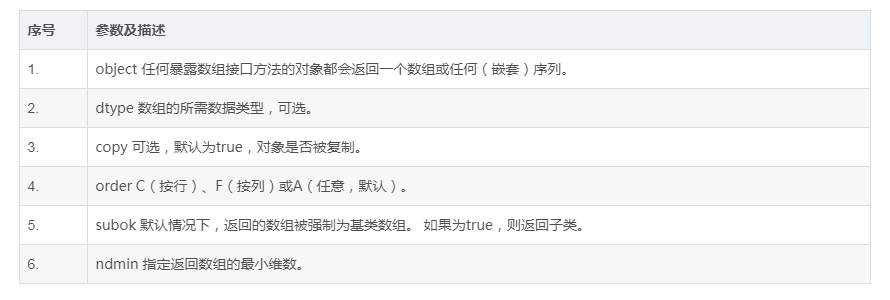 序号 参数及描述
1. object 任何暴露数组接口方法的对象都会返回一个数组或任何（嵌套）序列。
2. dtype 数组的所需数据类型，可选。
3. copy 可选，默认为true，对象是否被复制。
4. order C（按行）、F（按列）或A（任意，默认）。
5. subok 默认情况下，返回的数组被强制为基类数组。 如果为true，则返回子类。
6. ndmin 指定返回数组的最小维数。